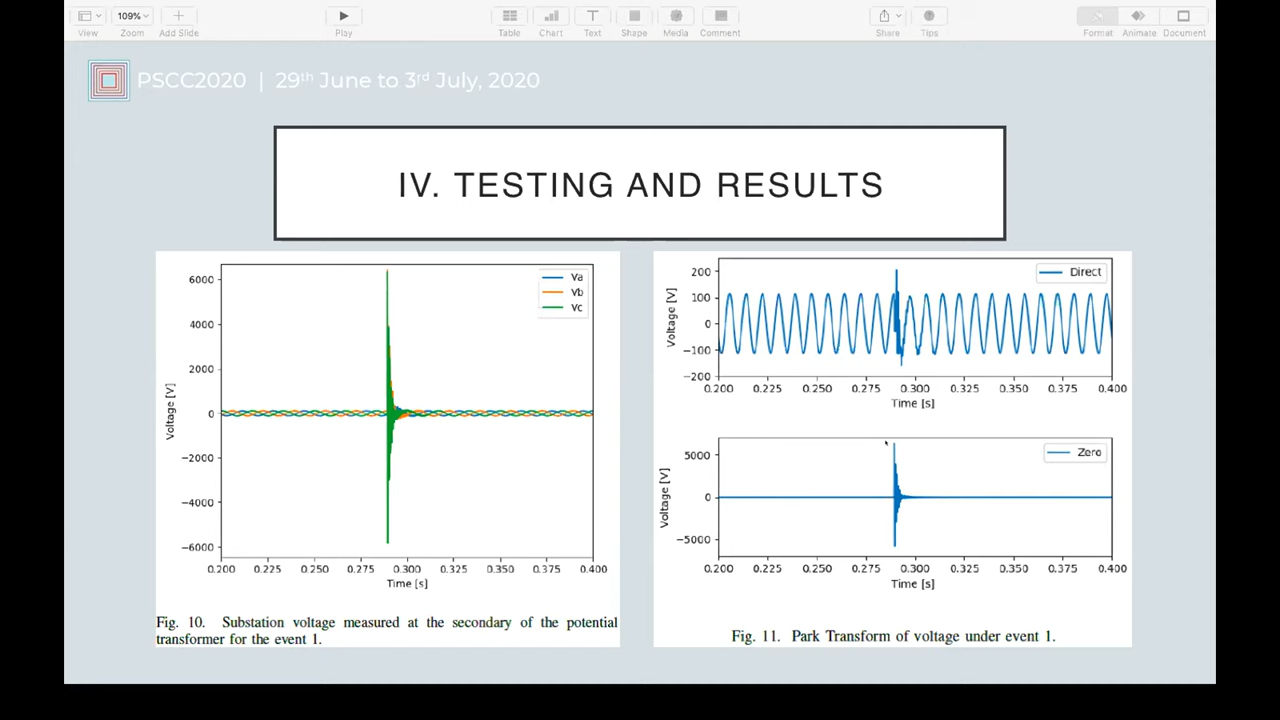 109%
View Zoom Add Slide Play Table Chart Text Shape Media Comment Share Tips Format Animate Document
PSCC2020 | 29th June to 3rd July, 2020
IV. TESTING AND RESULTS
6000
4000
2000
0
−2000
−4000
−6000
Voltage [V]
Va
Vb
Vc
0.200 0.225 0.250 0.275 0.300 0.325 0.350 0.375 0.400
Time [s]
Fig. 10. Substation voltage measured at the secondary of the potential
transformer for the event 1.
200
100
0
−100
−200
Voltage [V]
Direct
0.200 0.225 0.250 0.275 0.300 0.325 0.350 0.375 0.400
Time [s]
5000
0
−5000
Voltage [V]
Zero
0.200 0.225 0.250 0.275 0.300 0.325 0.350 0.375 0.400
Time [s]
Fig. 11. Park Transform of voltage under event 1.